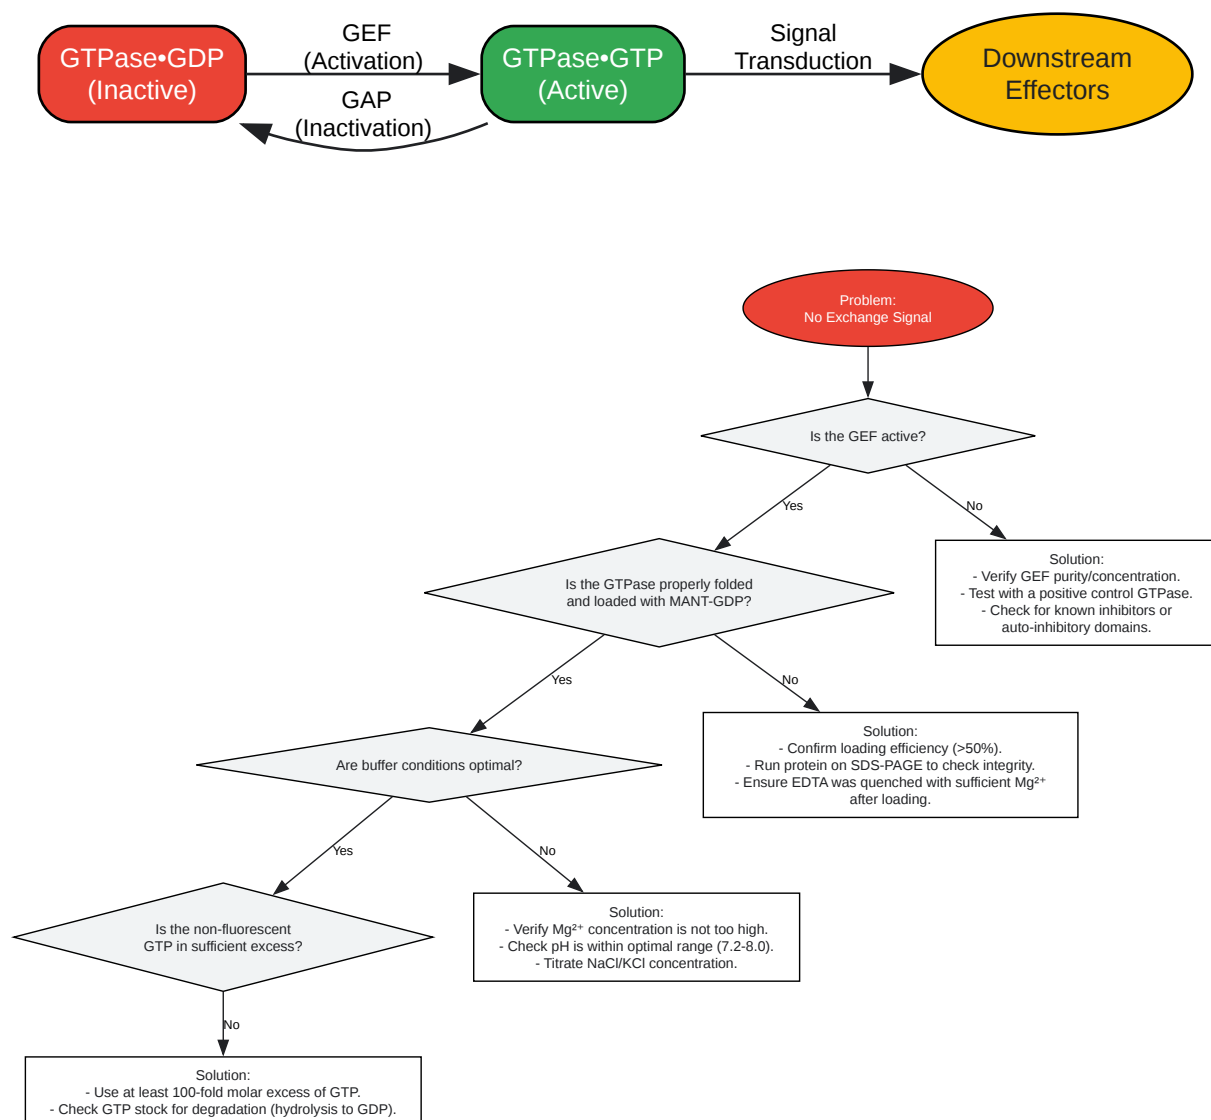 GTPase•GDP
(Inactive)
GEF
(Activation)
GAP
(Inactivation)
GTPase•GTP
(Active)
Signal
Transduction
Downstream
Effectors
Problem:
No Exchange Signal
Is the GEF active?
Yes
No
Solution:
- Verify GEF purity/concentration.
- Test with a positive control GTPase.
- Check for known inhibitors or
auto-inhibitory domains.
Is the GTPase properly folded
and loaded with MANT-GDP?
Yes
No
Solution:
- Confirm loading efficiency (>50%).
- Run protein on SDS-PAGE to check integrity.
- Ensure EDTA was quenched with sufficient Mg²⁺
after loading.
Are buffer conditions optimal?
Yes
No
Solution:
- Verify Mg²⁺ concentration is not too high.
- Check pH is within optimal range (7.2-8.0).
- Titrate NaCl/KCl concentration.
Is the non-fluorescent
GTP in sufficient excess?
No
Solution:
- Use at least 100-fold molar excess of GTP.
- Check GTP stock for degradation (hydrolysis to GDP).